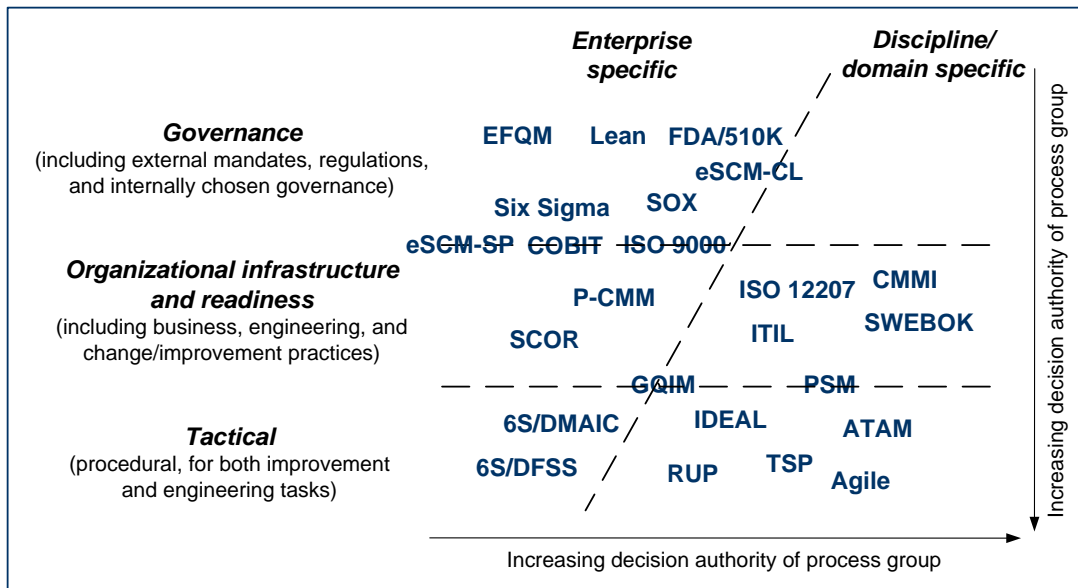 Enterprise
specific
Discipline/
domain specific
Governance
(including external mandates, regulations,
and internally chosen governance)
EFQM
Lean
FDA/510K
eSCM-CL
Six Sigma
SOX
eSCM-SP
COBIT
ISO 9000
Organizational infrastructure
and readiness
(including business, engineering, and
change/improvement practices)
P-CMM
ISO 12207
CMMI
SCOR
ITIL
SWEBOK
GQIM
PSM
Tactical
(procedural, for both improvement
and engineering tasks)
6S/DMAIC
IDEAL
ATAM
6S/DFSS
RUP
TSP
Agile
Increasing decision authority of process group
Increasing decision authority of process group